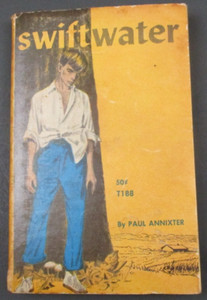 swiftwater
50¢
T188
By PAUL ANNIXTER